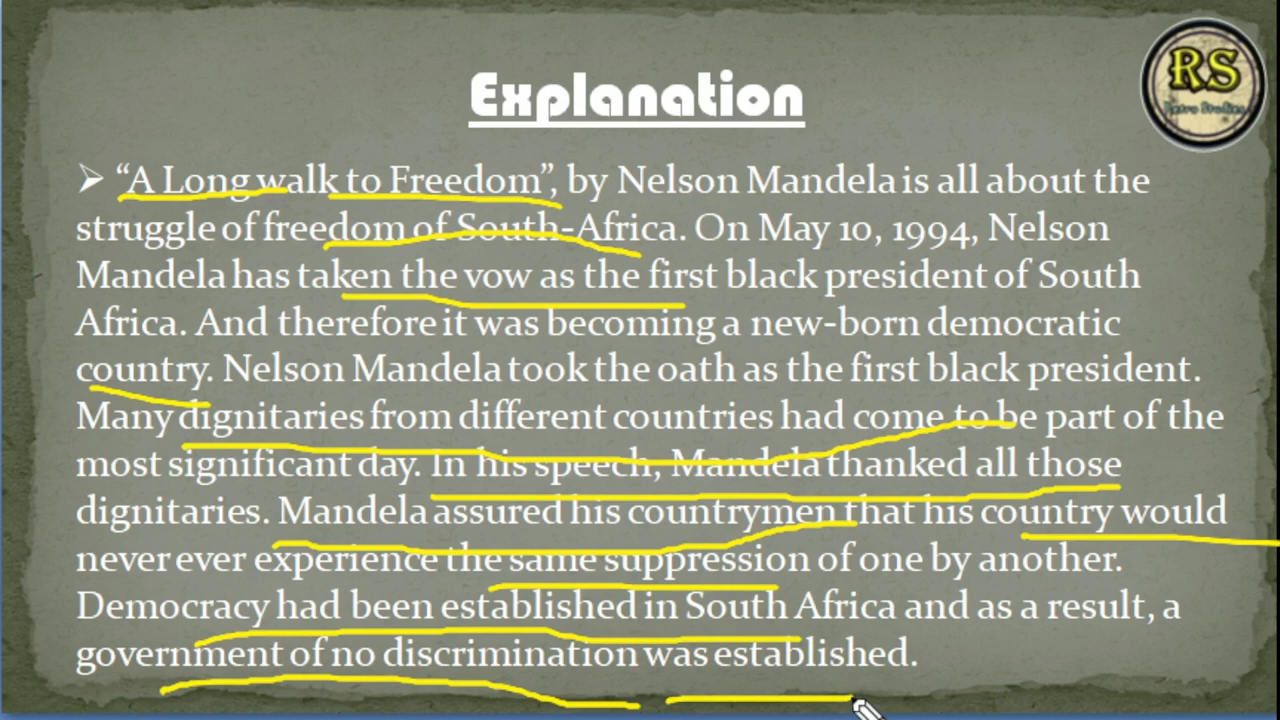 Explanation
RS
Retro Studies
➢ “A Long walk to Freedom”, by Nelson Mandela is all about the
struggle of freedom of South-Africa. On May 10, 1994, Nelson
Mandela has taken the vow as the first black president of South
Africa. And therefore it was becoming a new-born democratic
country. Nelson Mandela took the oath as the first black president.
Many dignitaries from different countries had come to be part of the
most significant day. In his speech, Mandela thanked all those
dignitaries. Mandela assured his countrymen that his country would
never ever experience the same suppression of one by another.
Democracy had been established in South Africa and as a result, a
government of no discrimination was established.